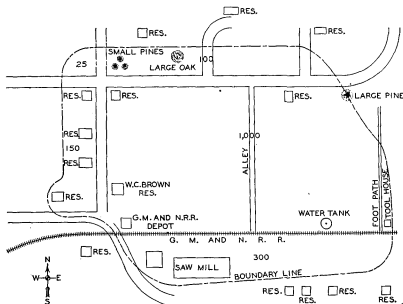 RES.
RES.
RES.
SMALL PINES
25
100
LARGE OAK
RES.
RES.
RES.
LARGE PINE
RES.
1,000
150
RES.
ALLEY
FOOT PATH
TOOL HOUSE
W.C. BROWN
RES.
RES.
G.M. AND N.R.R.
DEPOT
WATER TANK
G. M. AND N. R. R.
RES.
SAW MILL
300
BOUNDARY LINE
N
W E
S
RES.
RES.
RES.
RES.